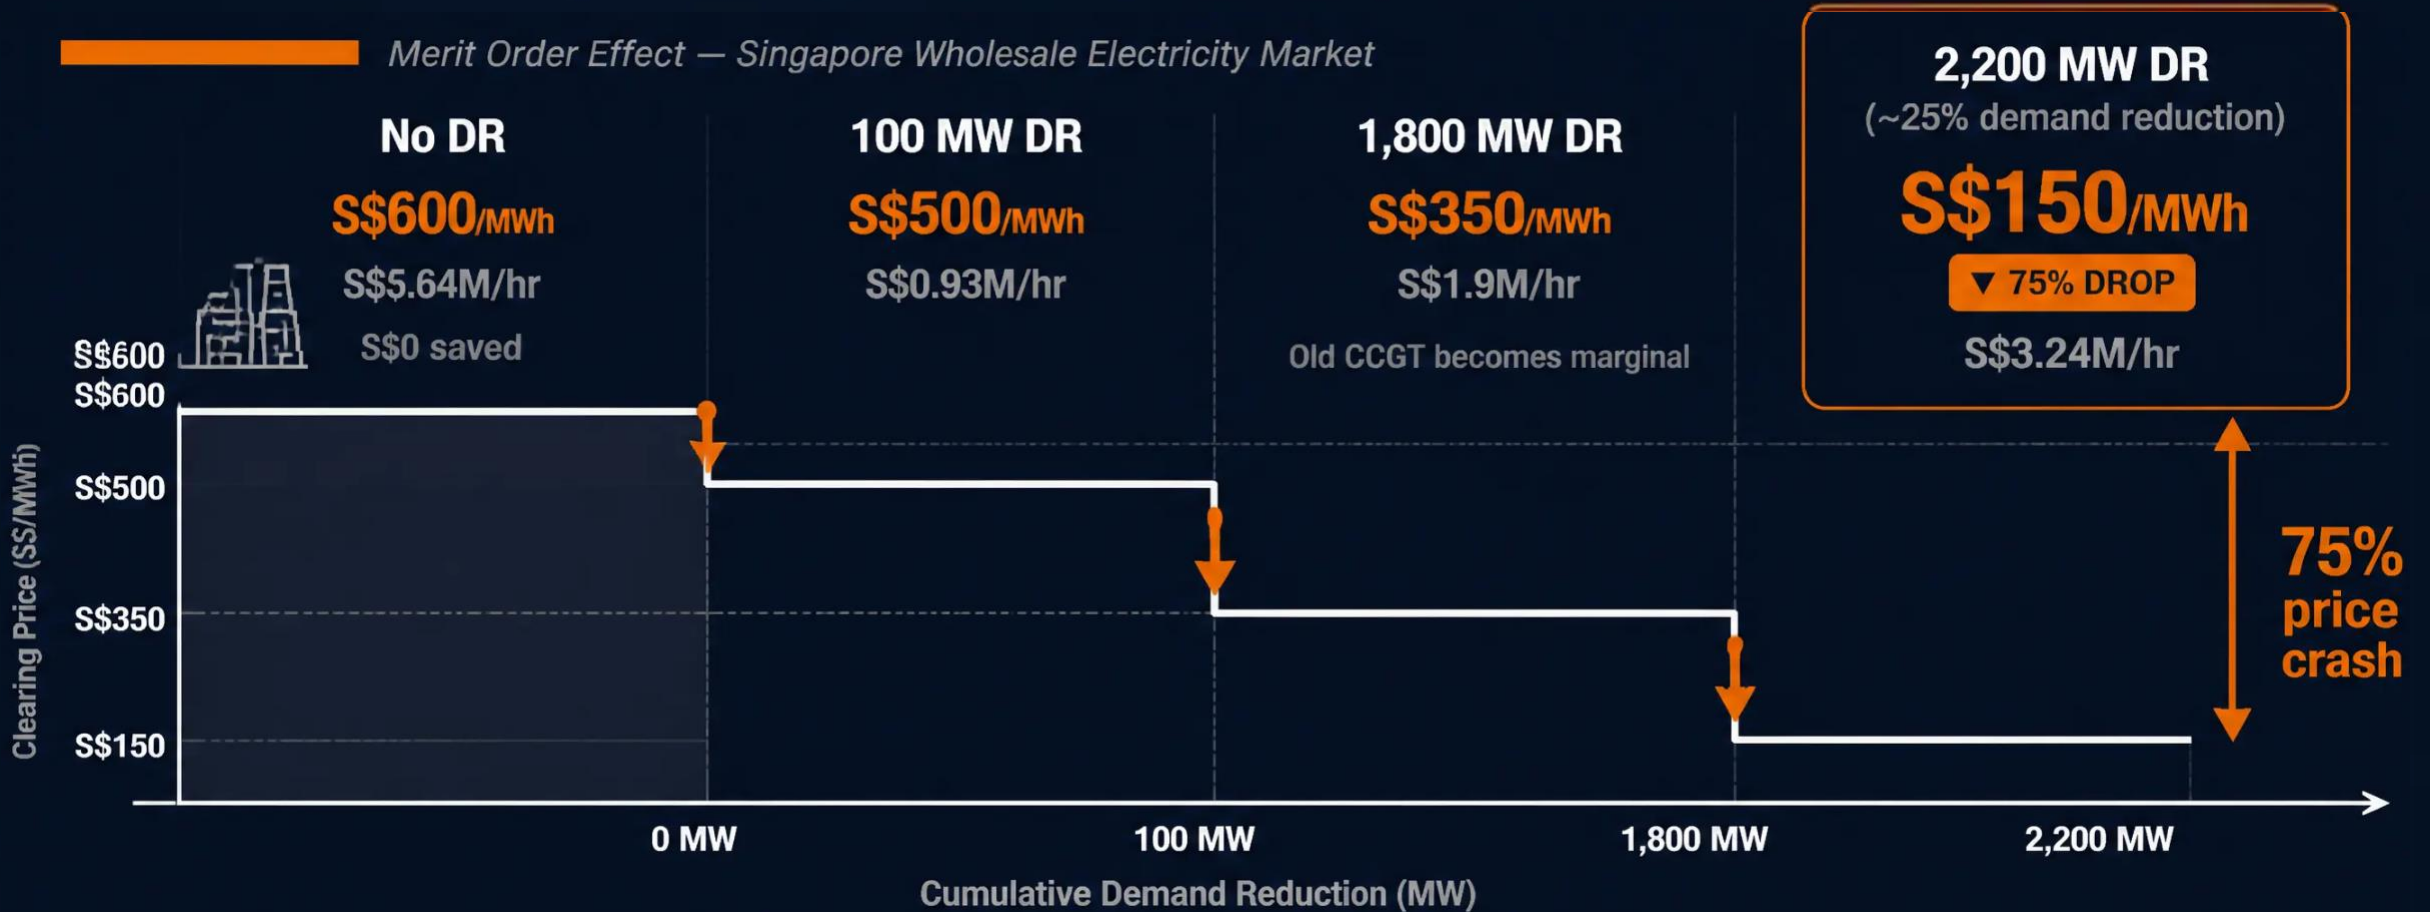 Merit Order Effect — Singapore Wholesale Electricity Market
No DR
S$600/MWh
S$5.64M/hr
S$0 saved
100 MW DR
S$500/MWh
S$0.93M/hr
1,800 MW DR
S$350/MWh
S$1.9M/hr
Old CCGT becomes marginal
2,200 MW DR
(~25% demand reduction)
S$150/MWh
▼ 75% DROP
S$3.24M/hr
S$600
S$600
S$500
S$350
S$150
Clearing Price (SS/MWh)
75%
price
crash
0 MW
100 MW
1,800 MW
2,200 MW
Cumulative Demand Reduction (MW)